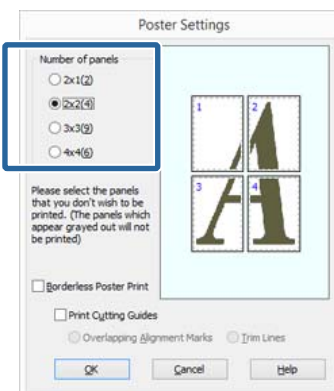 Poster Settings
Number of panels
2x1(2)
2x2(4)
3x3(9)
4x4(6)
1
2
3
4
Please select the panels
that you don't wish to be
printed. (The panels which
appear grayed out will not
be printed)
Borderless Poster Print
Print Cutting Guides
Overlapping Alignment Marks
Trim Lines
OK
Cancel
Help